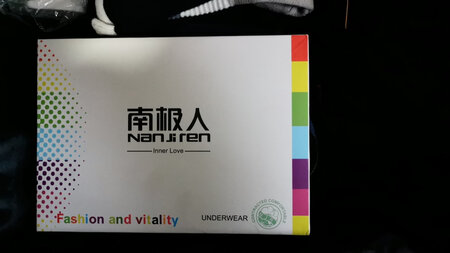 南极人
Nanjiren
Inner Love
Fashion and vitality
UNDERWEAR